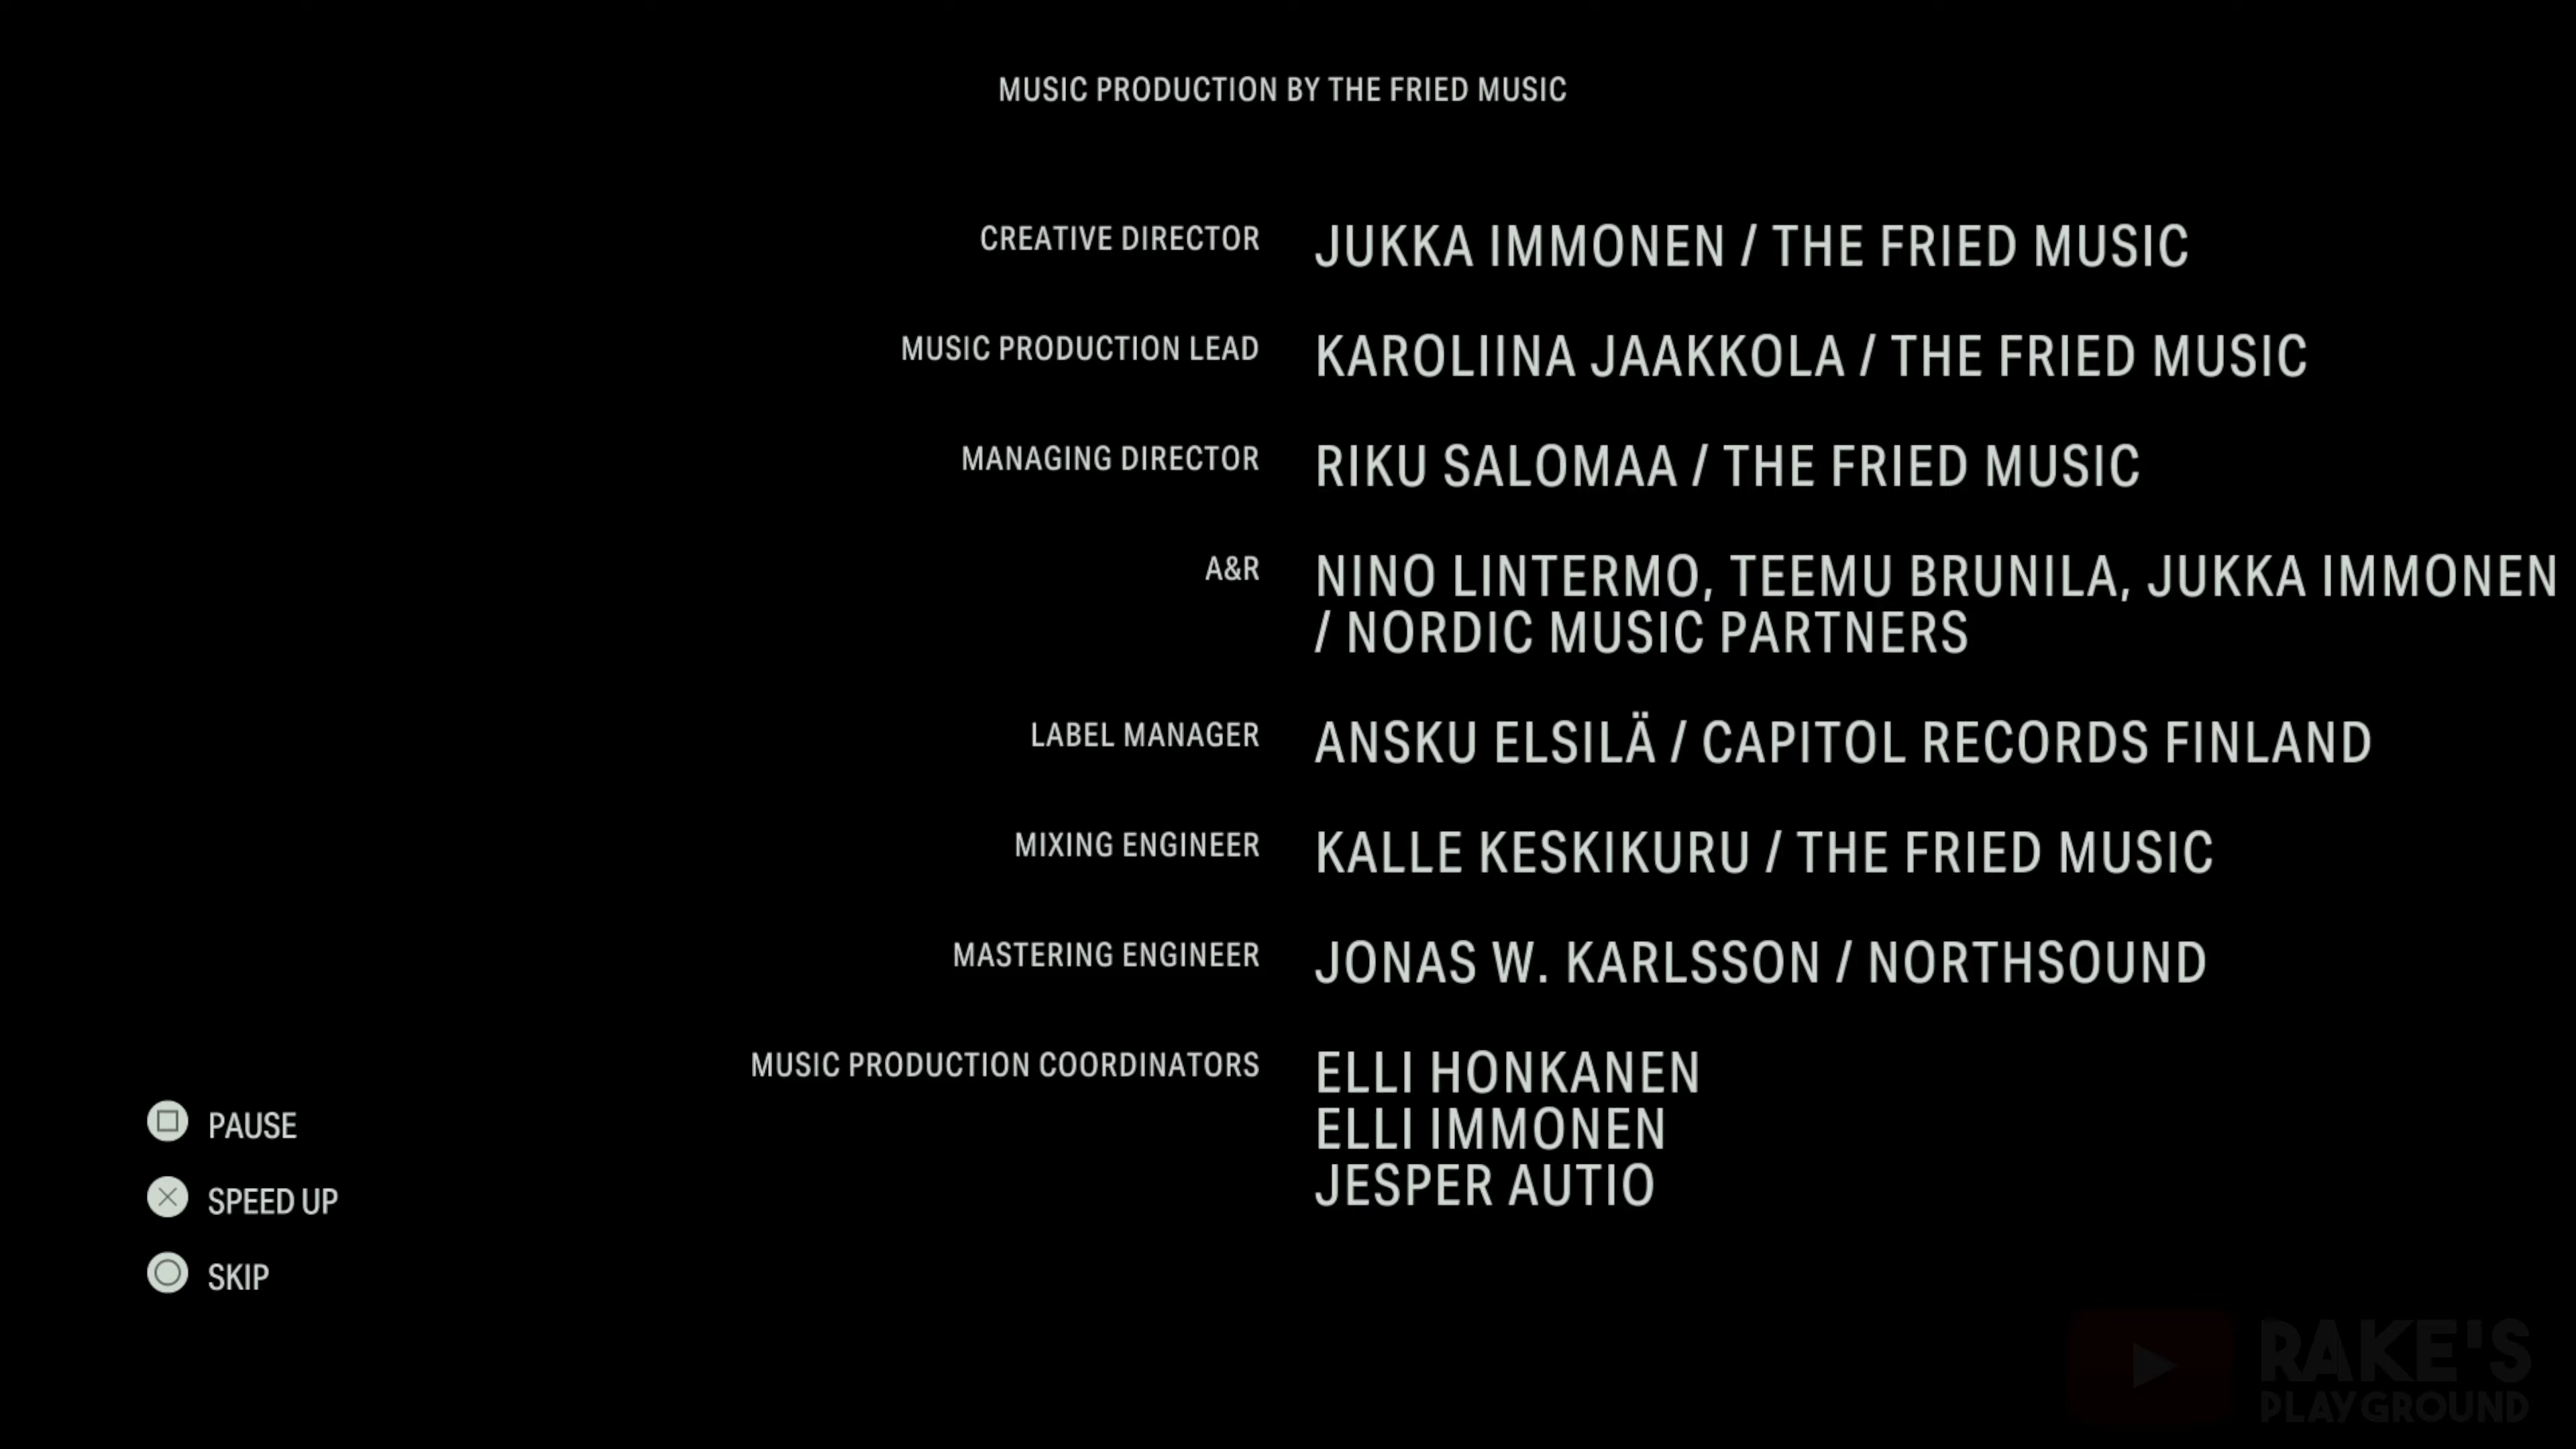 MUSIC PRODUCTION BY THE FRIED MUSIC
CREATIVE DIRECTOR JUKKA IMMONEN / THE FRIED MUSIC
MUSIC PRODUCTION LEAD KAROLIINA JAAKKOLA / THE FRIED MUSIC
MANAGING DIRECTOR RIKU SALOMAA / THE FRIED MUSIC
A&R NINO LINTERMO, TEEMU BRUNILA, JUKKA IMMONEN
/ NORDIC MUSIC PARTNERS
LABEL MANAGER ANSKU ELSILÄ / CAPITOL RECORDS FINLAND
MIXING ENGINEER KALLE KESKIKURU / THE FRIED MUSIC
MASTERING ENGINEER JONAS W. KARLSSON / NORTHSOUND
MUSIC PRODUCTION COORDINATORS ELLI HONKANEN
ELLI IMMONEN
JESPER AUTIO
PAUSE
SPEED UP
SKIP
RAKE'S
PLAYGROUND